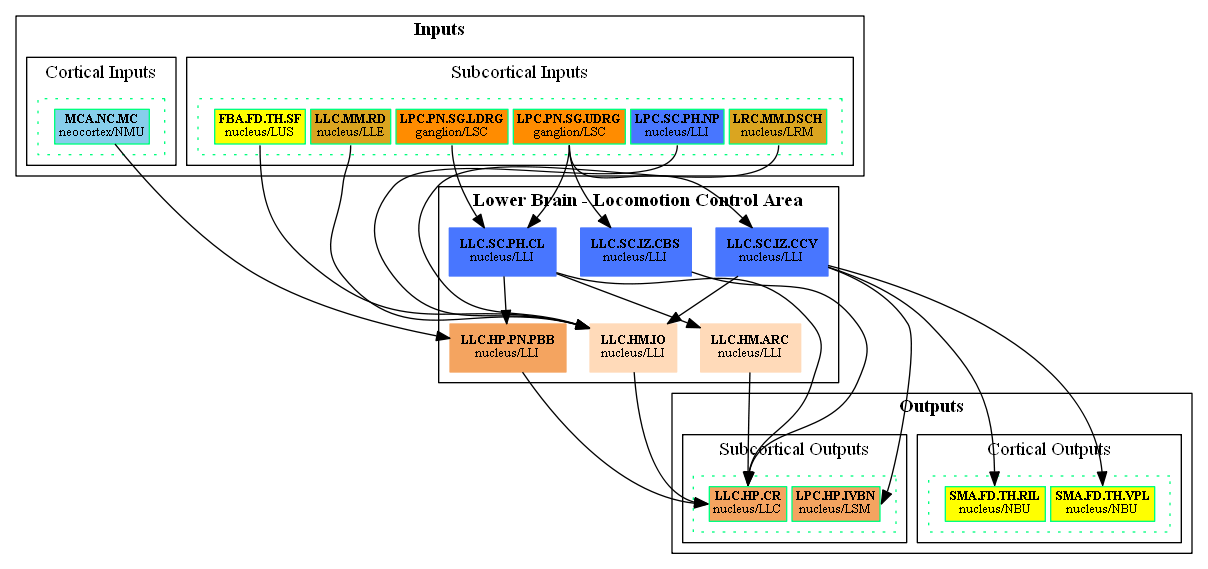 Inputs
Cortical Inputs
Subcortical Inputs
MCA.NC.MC
neocortex/NMU
FBA.FD.TH.SF
nucleus/LUS
LLC.MM.RD
nucleus/LLE
LPC.PN.SG.LDRG
ganglion/LSC
LPC.PN.SG.UDRG
ganglion/LSC
LPC.SC.PH.NP
nucleus/LLI
LRC.MM.DSCH
nucleus/LRM
Lower Brain - Locomotion Control Area
LLC.SC.PH.CL
nucleus/LLI
LLC.SC.IZ.CBS
nucleus/LLI
LLC.SC.IZ.CCV
nucleus/LLI
LLC.HP.PN.PBB
nucleus/LLI
LLC.HM.IO
nucleus/LLI
LLC.HM.ARC
nucleus/LLI
Outputs
Subcortical Outputs
Cortical Outputs
LLC.HP.CR
nucleus/LLC
LPC.HP.IVBN
nucleus/LSM
SMA.FD.TH.RIL
nucleus/NBU
SMA.FD.TH.VPL
nucleus/NBU